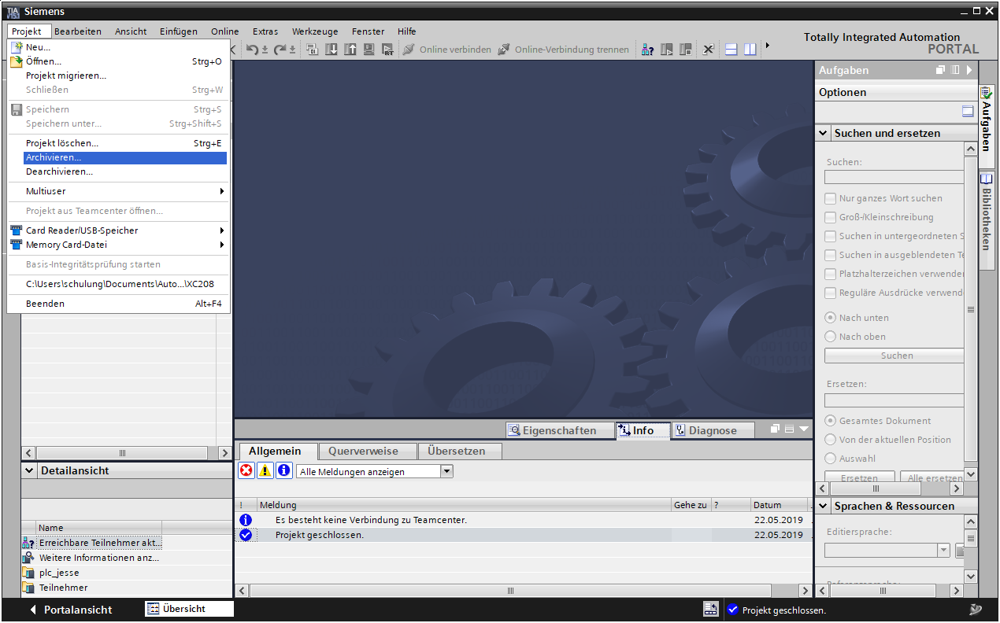 TIA
V15.1
Siemens
Projekt Bearbeiten Ansicht Einfügen Online Extras Werkzeuge Fenster Hilfe
Totally Integrated Automation
PORTAL
Neu...
Öffnen... Strg+O
Projekt migrieren...
Schließen Strg+W
Speichern Strg+S
Speichern unter... Strg+Shift+S
Projekt löschen... Strg+E
Archivieren...
Dearchivieren...
Multiuser
Projekt aus Teamcenter öffnen...
Card Reader/USB-Speicher
Memory Card-Datei
Basis-Integritätsprüfung starten
C:\Users\schulung\Documents\Auto...\XC208
Beenden Alt+F4
Online verbinden Online-Verbindung trennen
Detailansicht
Name
Erreichbare Teilnehmer akt...
Weitere Informationen anz...
plc_jesse
Teilnehmer
Eigenschaften Info Diagnose
Allgemein Querverweise Übersetzen
Alle Meldungen anzeigen
! Meldung Gehe zu ? Datum
Es besteht keine Verbindung zu Teamcenter. 22.05.2019
Projekt geschlossen. 22.05.2019
Aufgaben
Optionen
Suchen und ersetzen
Suchen:
Nur ganzes Wort suchen
Groß-/Kleinschreibung
Suchen in untergeordneten S
Suchen in ausgeblendeten Te
Platzhalterzeichen verwenden
Reguläre Ausdrücke verwend
Nach unten
Nach oben
Suchen
Ersetzen:
Gesamtes Dokument
Von der aktuellen Position
Auswahl
Ersetzen Alle ersetzen
Sprachen & Ressourcen
Editiersprache:
Referenzsprache:
Aufgaben
Bibliotheken
Portalansicht Übersicht Projekt geschlossen.